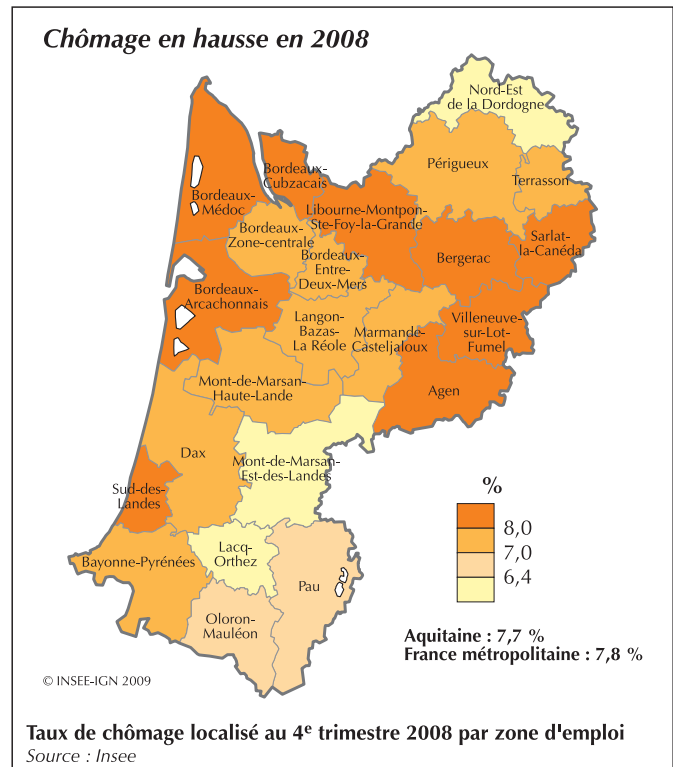 Chômage en hausse en 2008
Nord-Est
de la Dordogne
Périgueux
Terrasson
Bordeaux-
Cubzacais
Bordeaux-
Médoc
Libourne-Montpon-
Ste-Foy-la-Grande
Bordeaux-
Zone-centrale
Sarlat-
la-Canéda
Bordeaux-
Entre-
Deux-Mers
Bergerac
Bordeaux-
Arcachonnais
Langon-
Bazas-
La Réole
Marmande-
Casteljaloux
Villeneuve-
sur-Lot-
Fumel
Mont-de-Marsan-
Haute-Lande
Agen
Dax
Mont-de-Marsan-
Est-des-Landes
Sud-des-
Landes
Lacq-
Orthez
Bayonne-Pyrénées
Pau
Oloron-
Mauléon
%
8,0
7,0
6,4
Aquitaine : 7,7 %
France métropolitaine : 7,8 %
© INSEE-IGN 2009
Taux de chômage localisé au 4e trimestre 2008 par zone d'emploi
Source : Insee